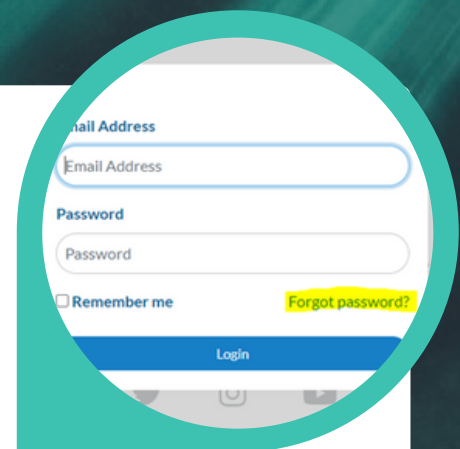 mail Address
Email Address
Password
Password
Remember me Forgot password?
Login